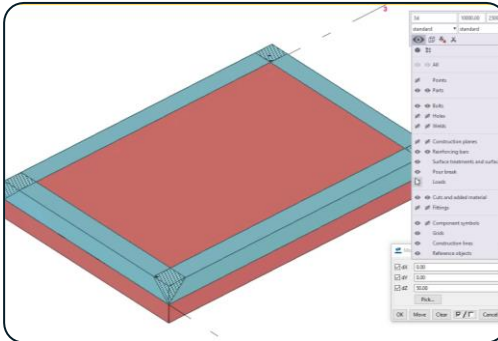 3
10000.00
standard
standard
All
Points
Parts
Bolts
Holes
Welds
Construction planes
Reinforcing bars
Surface treatments and surfac
Pour break
Loads
Cuts and added material
Fittings
Component symbols
Grids
Construction lines
Reference objects
dX 0.00
dY 0.00
dZ 50.00
Pick...
OK Move Clear Cancel